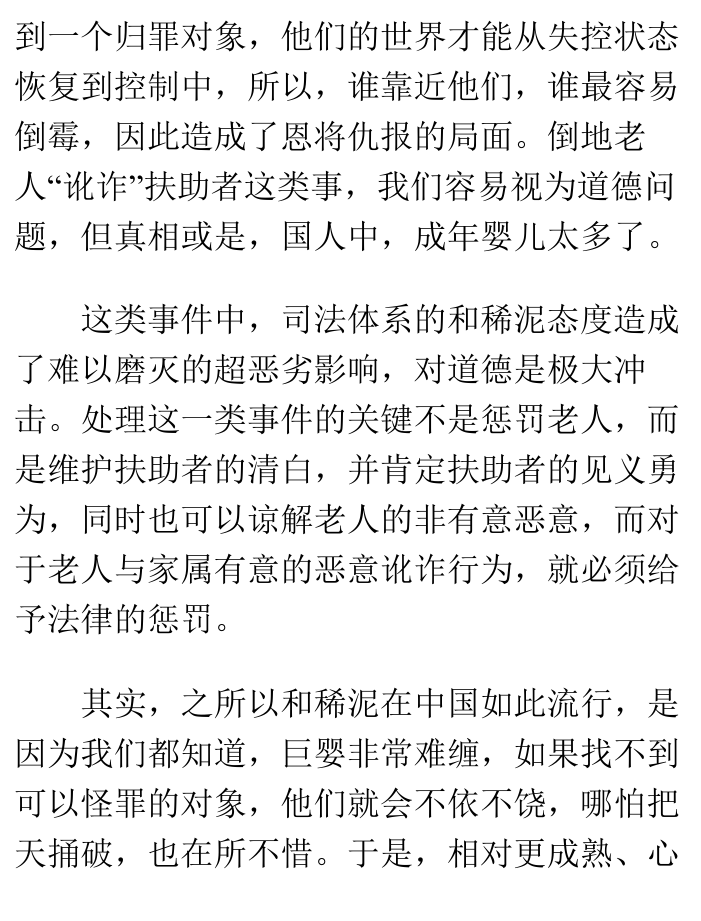 到一个归罪对象，他们的世界才能从失控状态
恢复到控制中，所以，谁靠近他们，谁最容易
倒霉，因此造成了恩将仇报的局面。倒地老
人“讹诈”扶助者这类事，我们容易视为道德问
题，但真相或是，国人中，成年婴儿太多了。
这类事件中，司法体系的和稀泥态度造成
了难以磨灭的超恶劣影响，对道德是极大冲
击。处理这一类事件的关键不是惩罚老人，而
是维护扶助者的清白，并肯定扶助者的见义勇
为，同时也可以谅解老人的非有意恶意，而对
于老人与家属有意的恶意讹诈行为，就必须给
予法律的惩罚。
其实，之所以和稀泥在中国如此流行，是
因为我们都知道，巨婴非常难缠，如果找不到
可以怪罪的对象，他们就会不依不饶，哪怕把
天捅破，也在所不惜。于是，相对更成熟、心